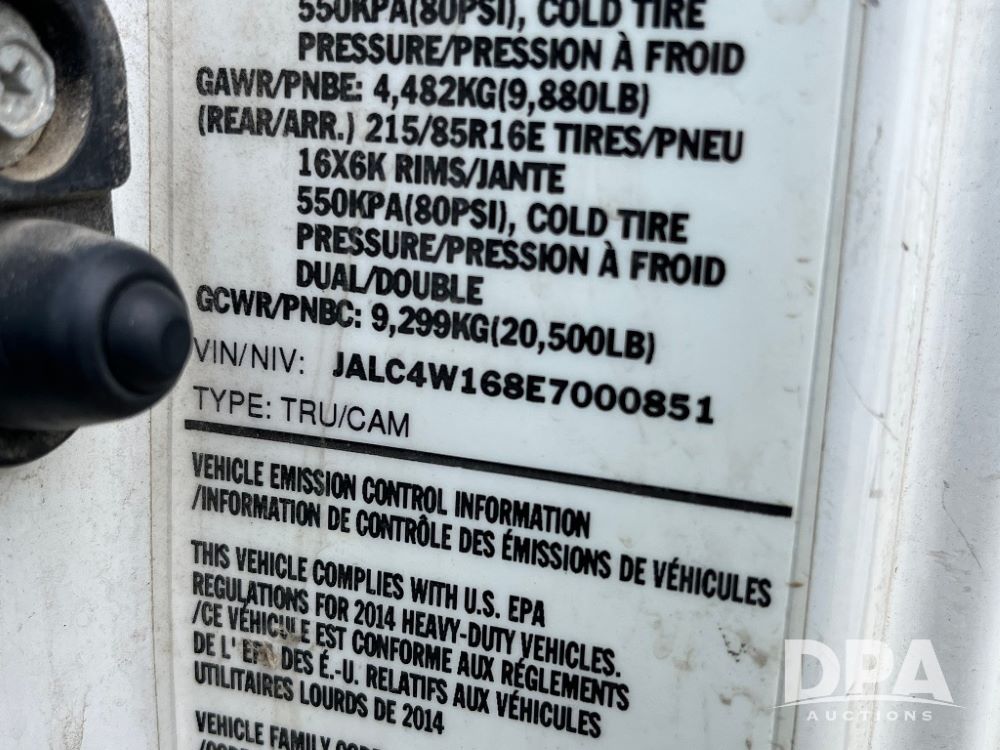 550KPA(80PSI), COLD TIRE
PRESSURE/PRESSION À FROID
GAWR/PNBE: 4,482KG(9,880LB)
(REAR/ARR.) 215/85R16E TIRES/PNEU
16X6K RIMS/JANTE
550KPA(80PSI), COLD TIRE
PRESSURE/PRESSION À FROID
DUAL/DOUBLE
GCWR/PNBC: 9,299KG(20,500LB)
VIN/NIV: JALC4W168E7000851
TYPE: TRU/CAM
VEHICLE EMISSION CONTROL INFORMATION
/INFORMATION DE CONTRÔLE DES ÉMISSIONS DE VÉHICULES
THIS VEHICLE COMPLIES WITH U.S. EPA
REGULATIONS FOR 2014 HEAVY-DUTY VEHICLES.
/CE VÉHICULE EST CONFORME AUX RÉGLEMENTS
DE L' EPA DES É.-U. RELATIFS AUX VÉHICULES
UTILITAIRES LOURDS DE 2014
VEHICLE FAMILY
DPA
AUCTIONS